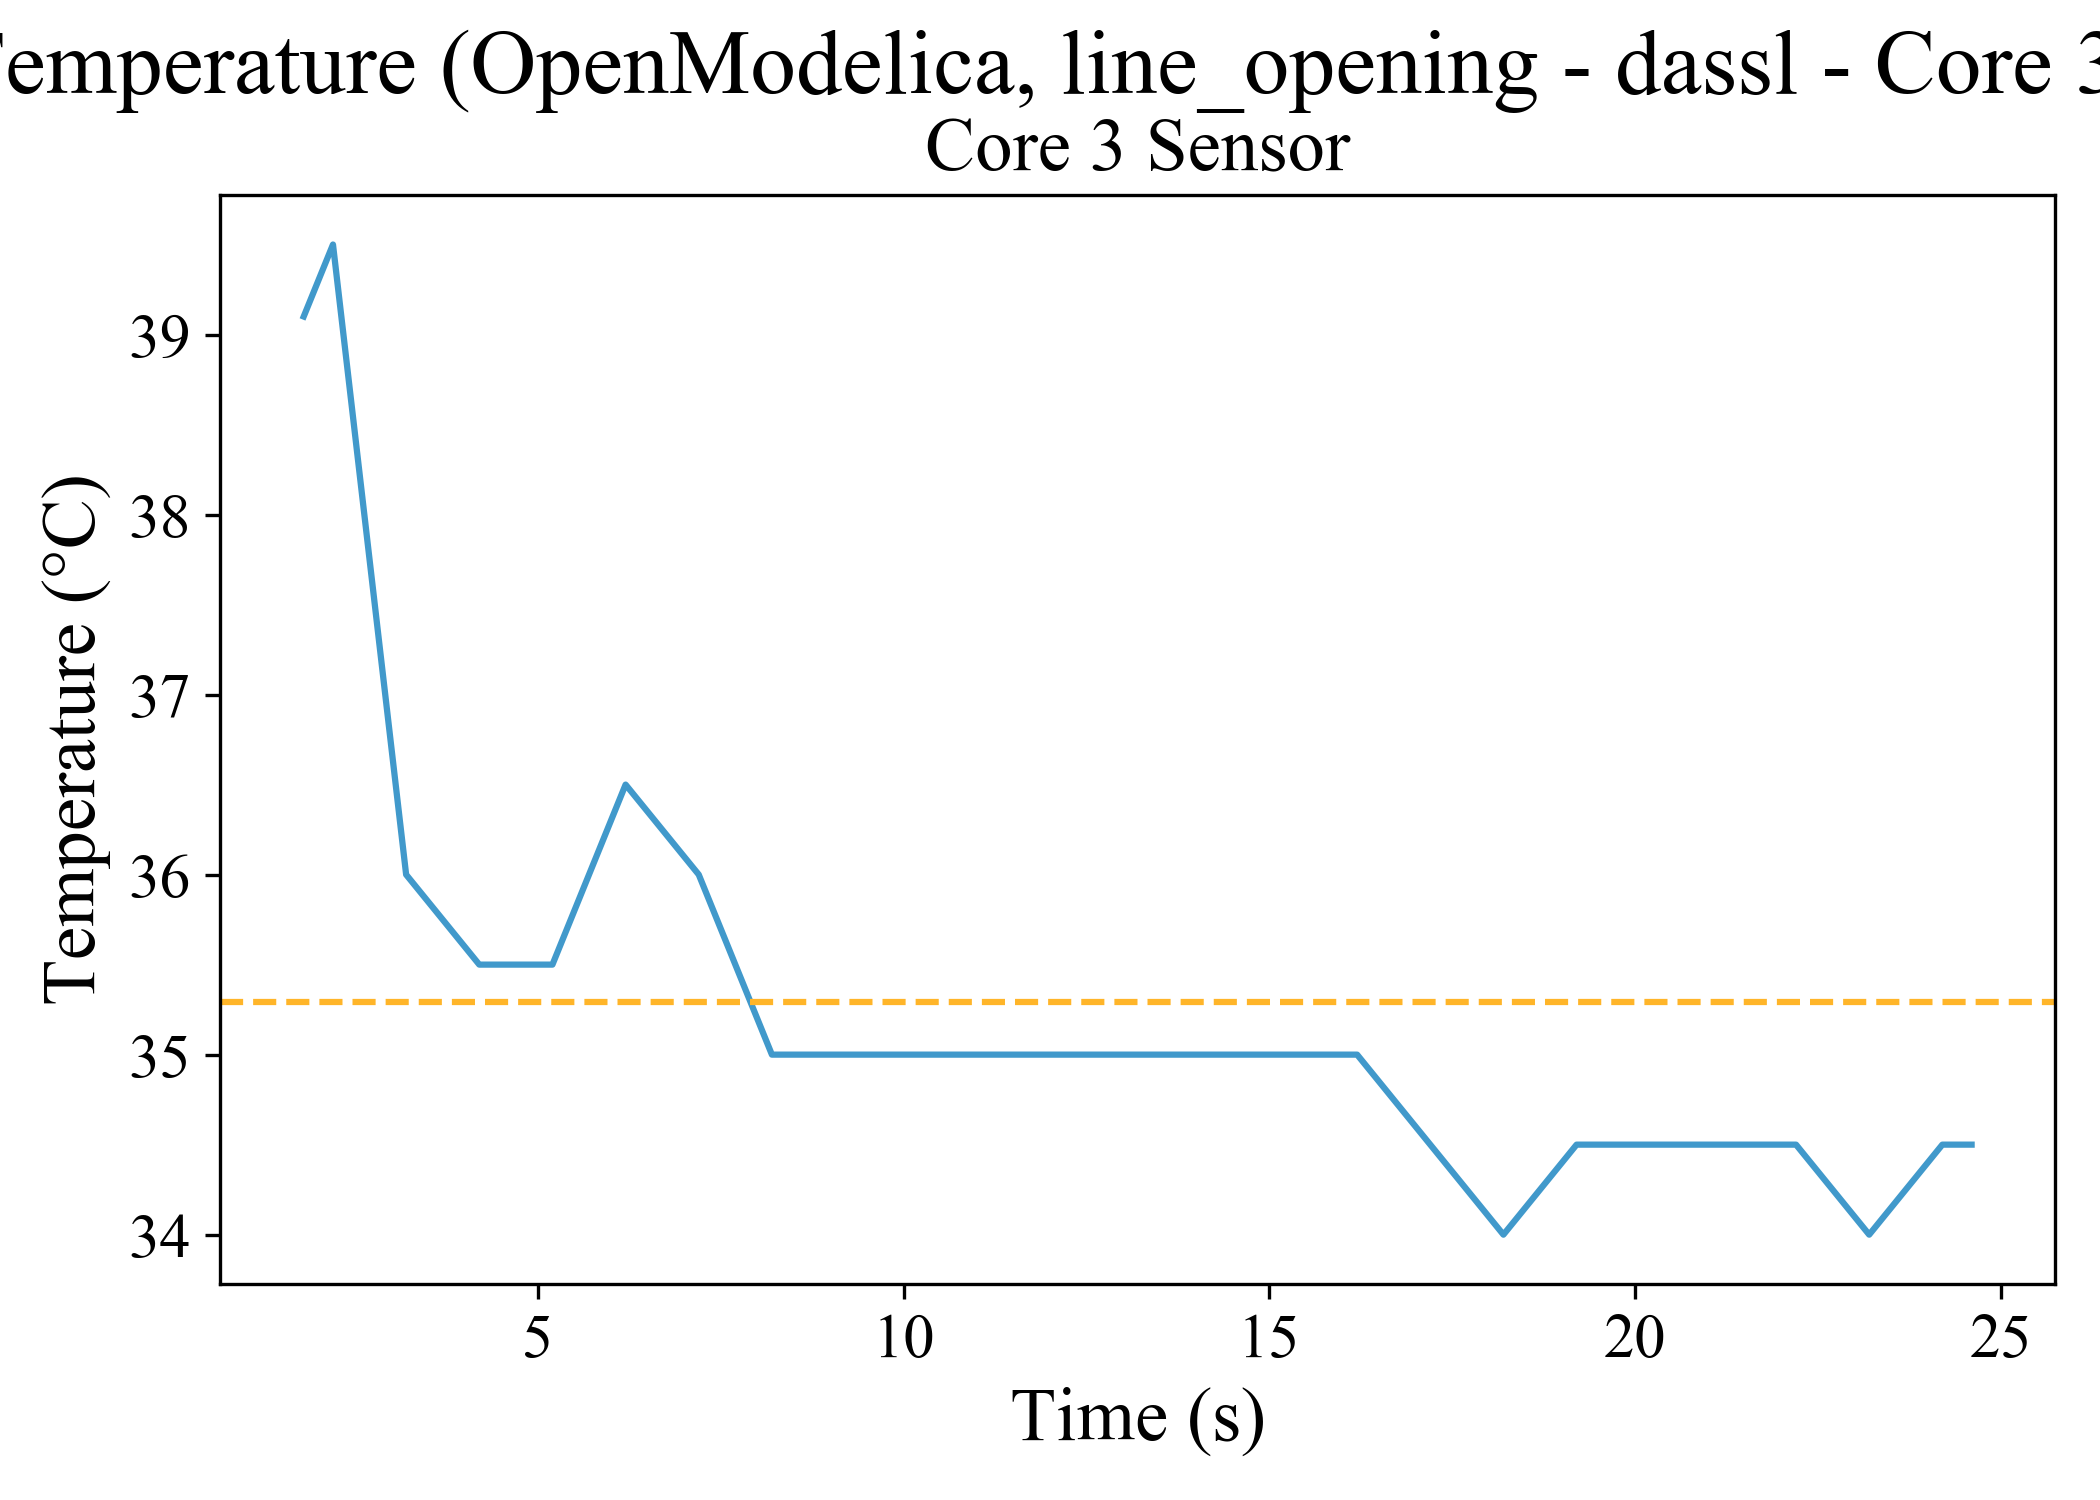 emperature (OpenModelica, line_opening - dassl - Core 3
Core 3 Sensor
Temperature (°C)
39
38
37
36
35
34
5 10 15 20 25
Time (s)